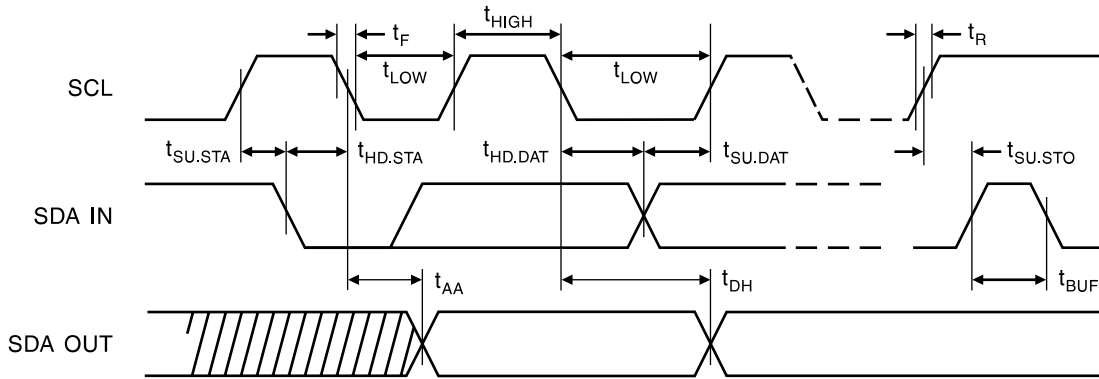 tHIGH
tF
tR
tLOW
tLOW
SCL
tSU.STA
tHD.STA
tHD.DAT
tSU.DAT
tSU.STO
SDA IN
tAA
tDH
tBUF
SDA OUT